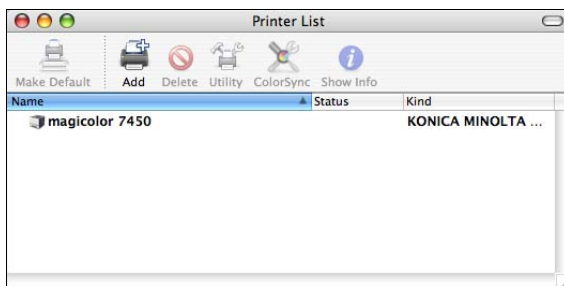 Printer List
Make Default Add Delete Utility ColorSync Show Info
Name Status Kind
magicolor 7450 KONICA MINOLTA ...